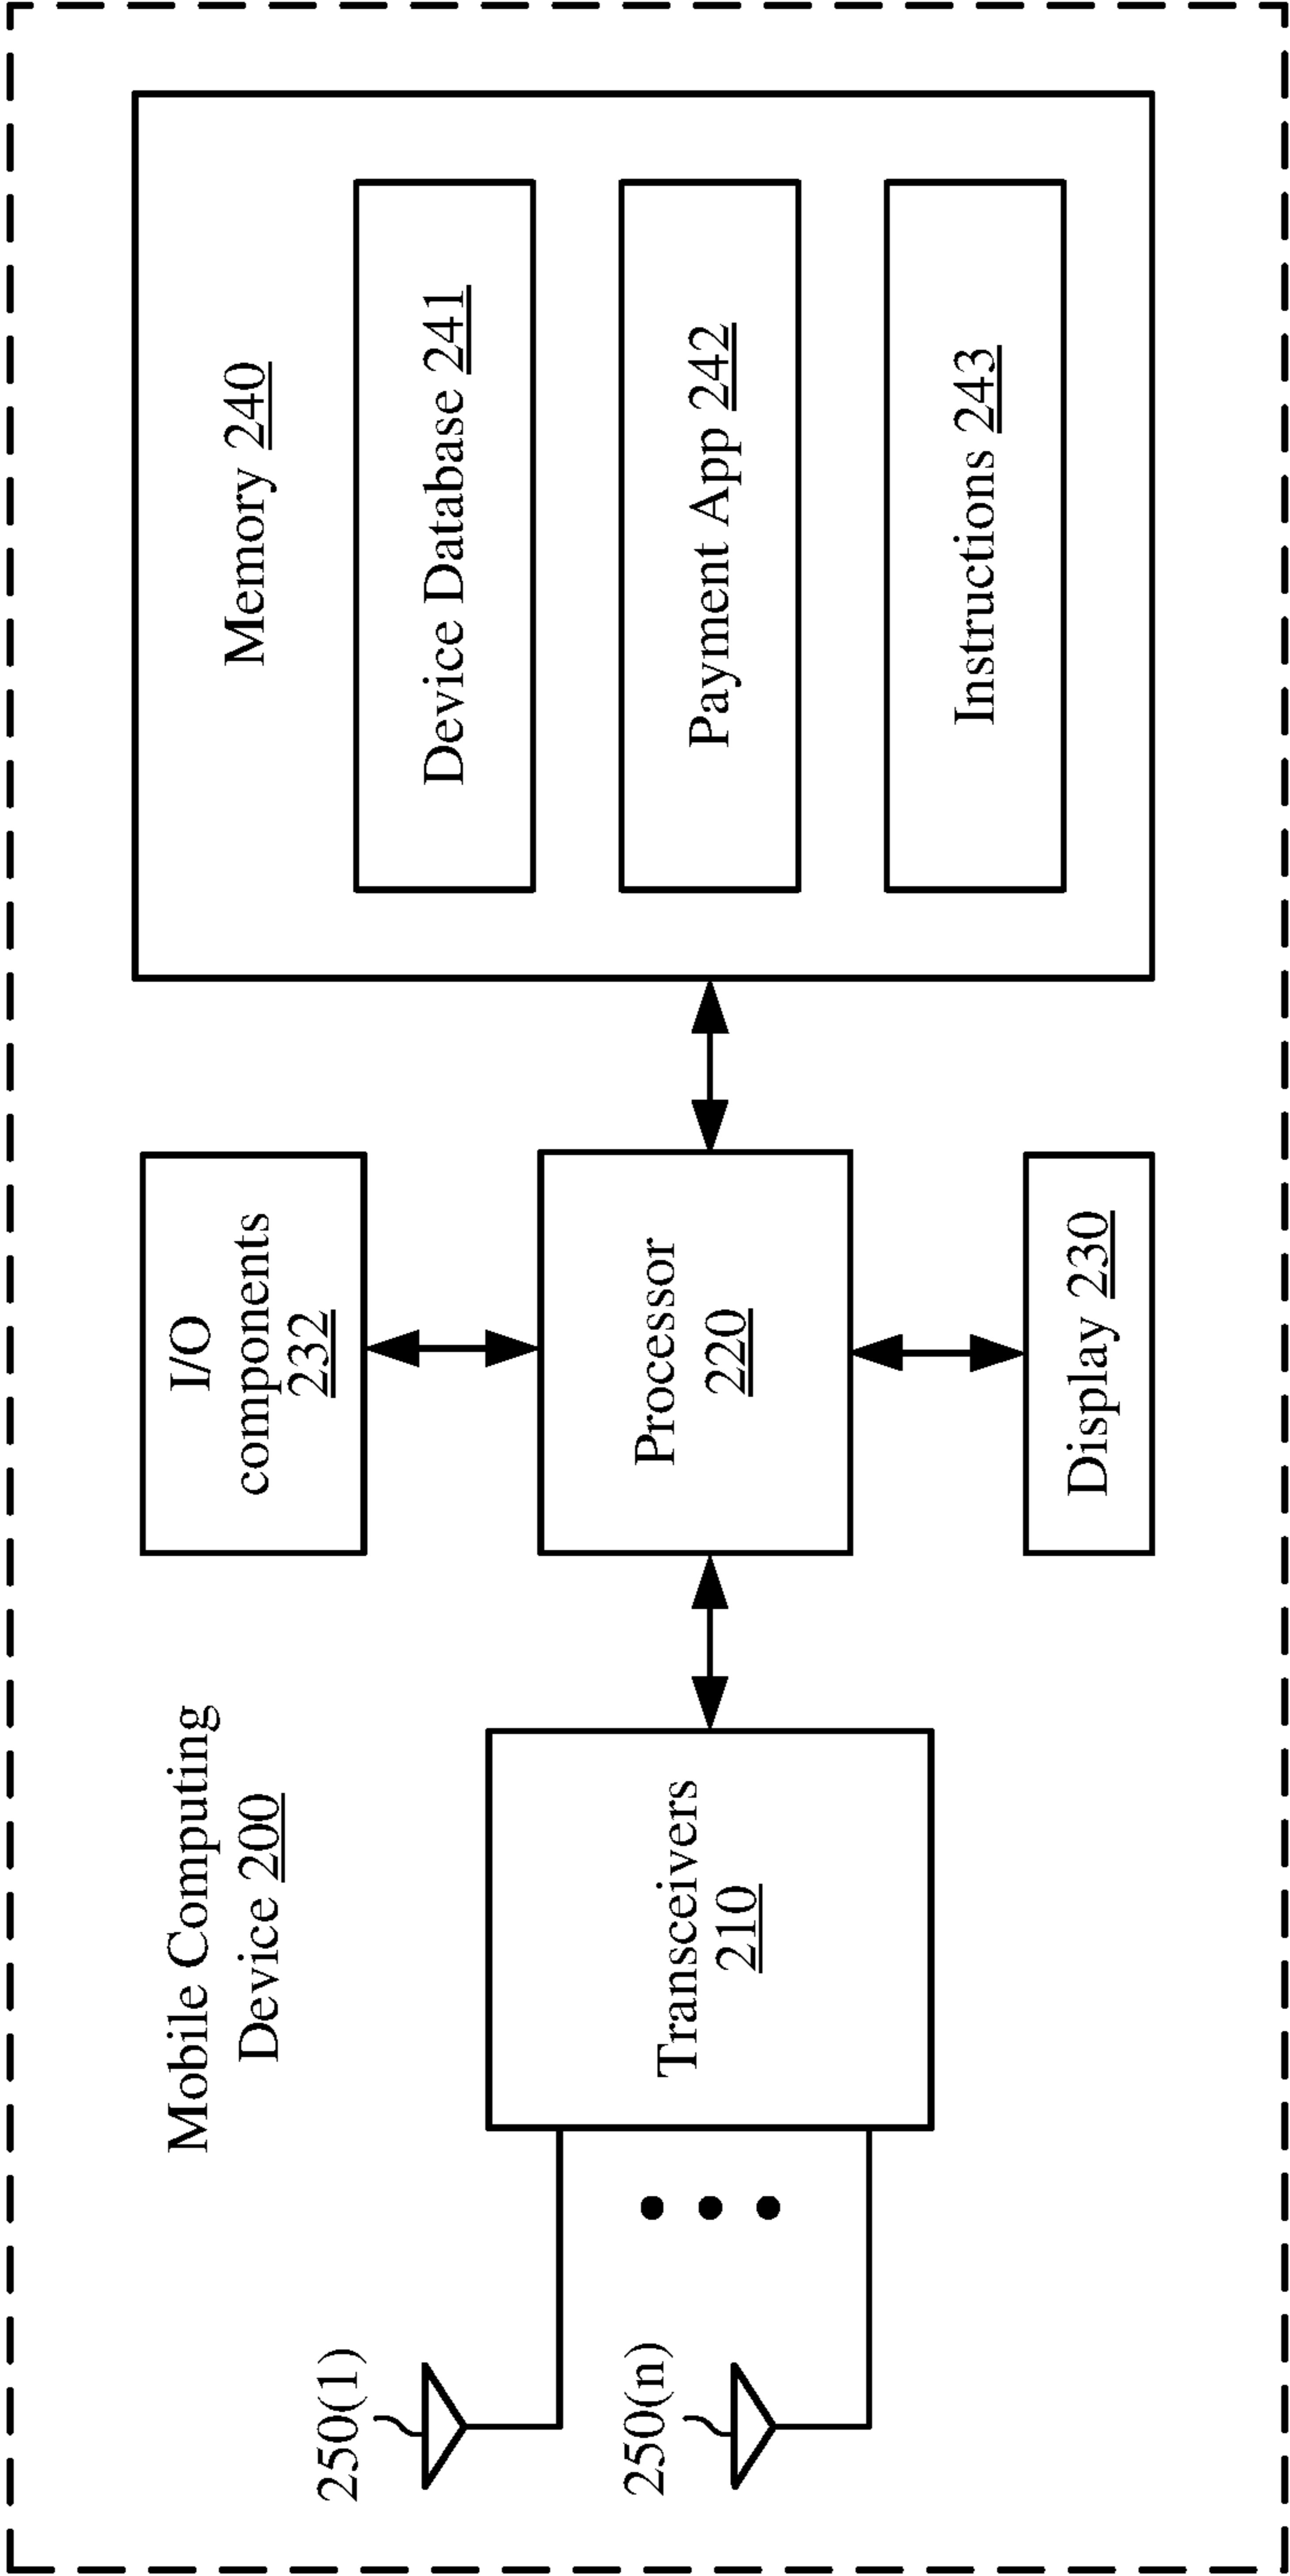 Mobile Computing
Device 200
250(1)
250(n)
Transceivers
210
I/O
components
232
Processor
220
Display 230
Memory 240
Device Database 241
Payment App 242
Instructions 243